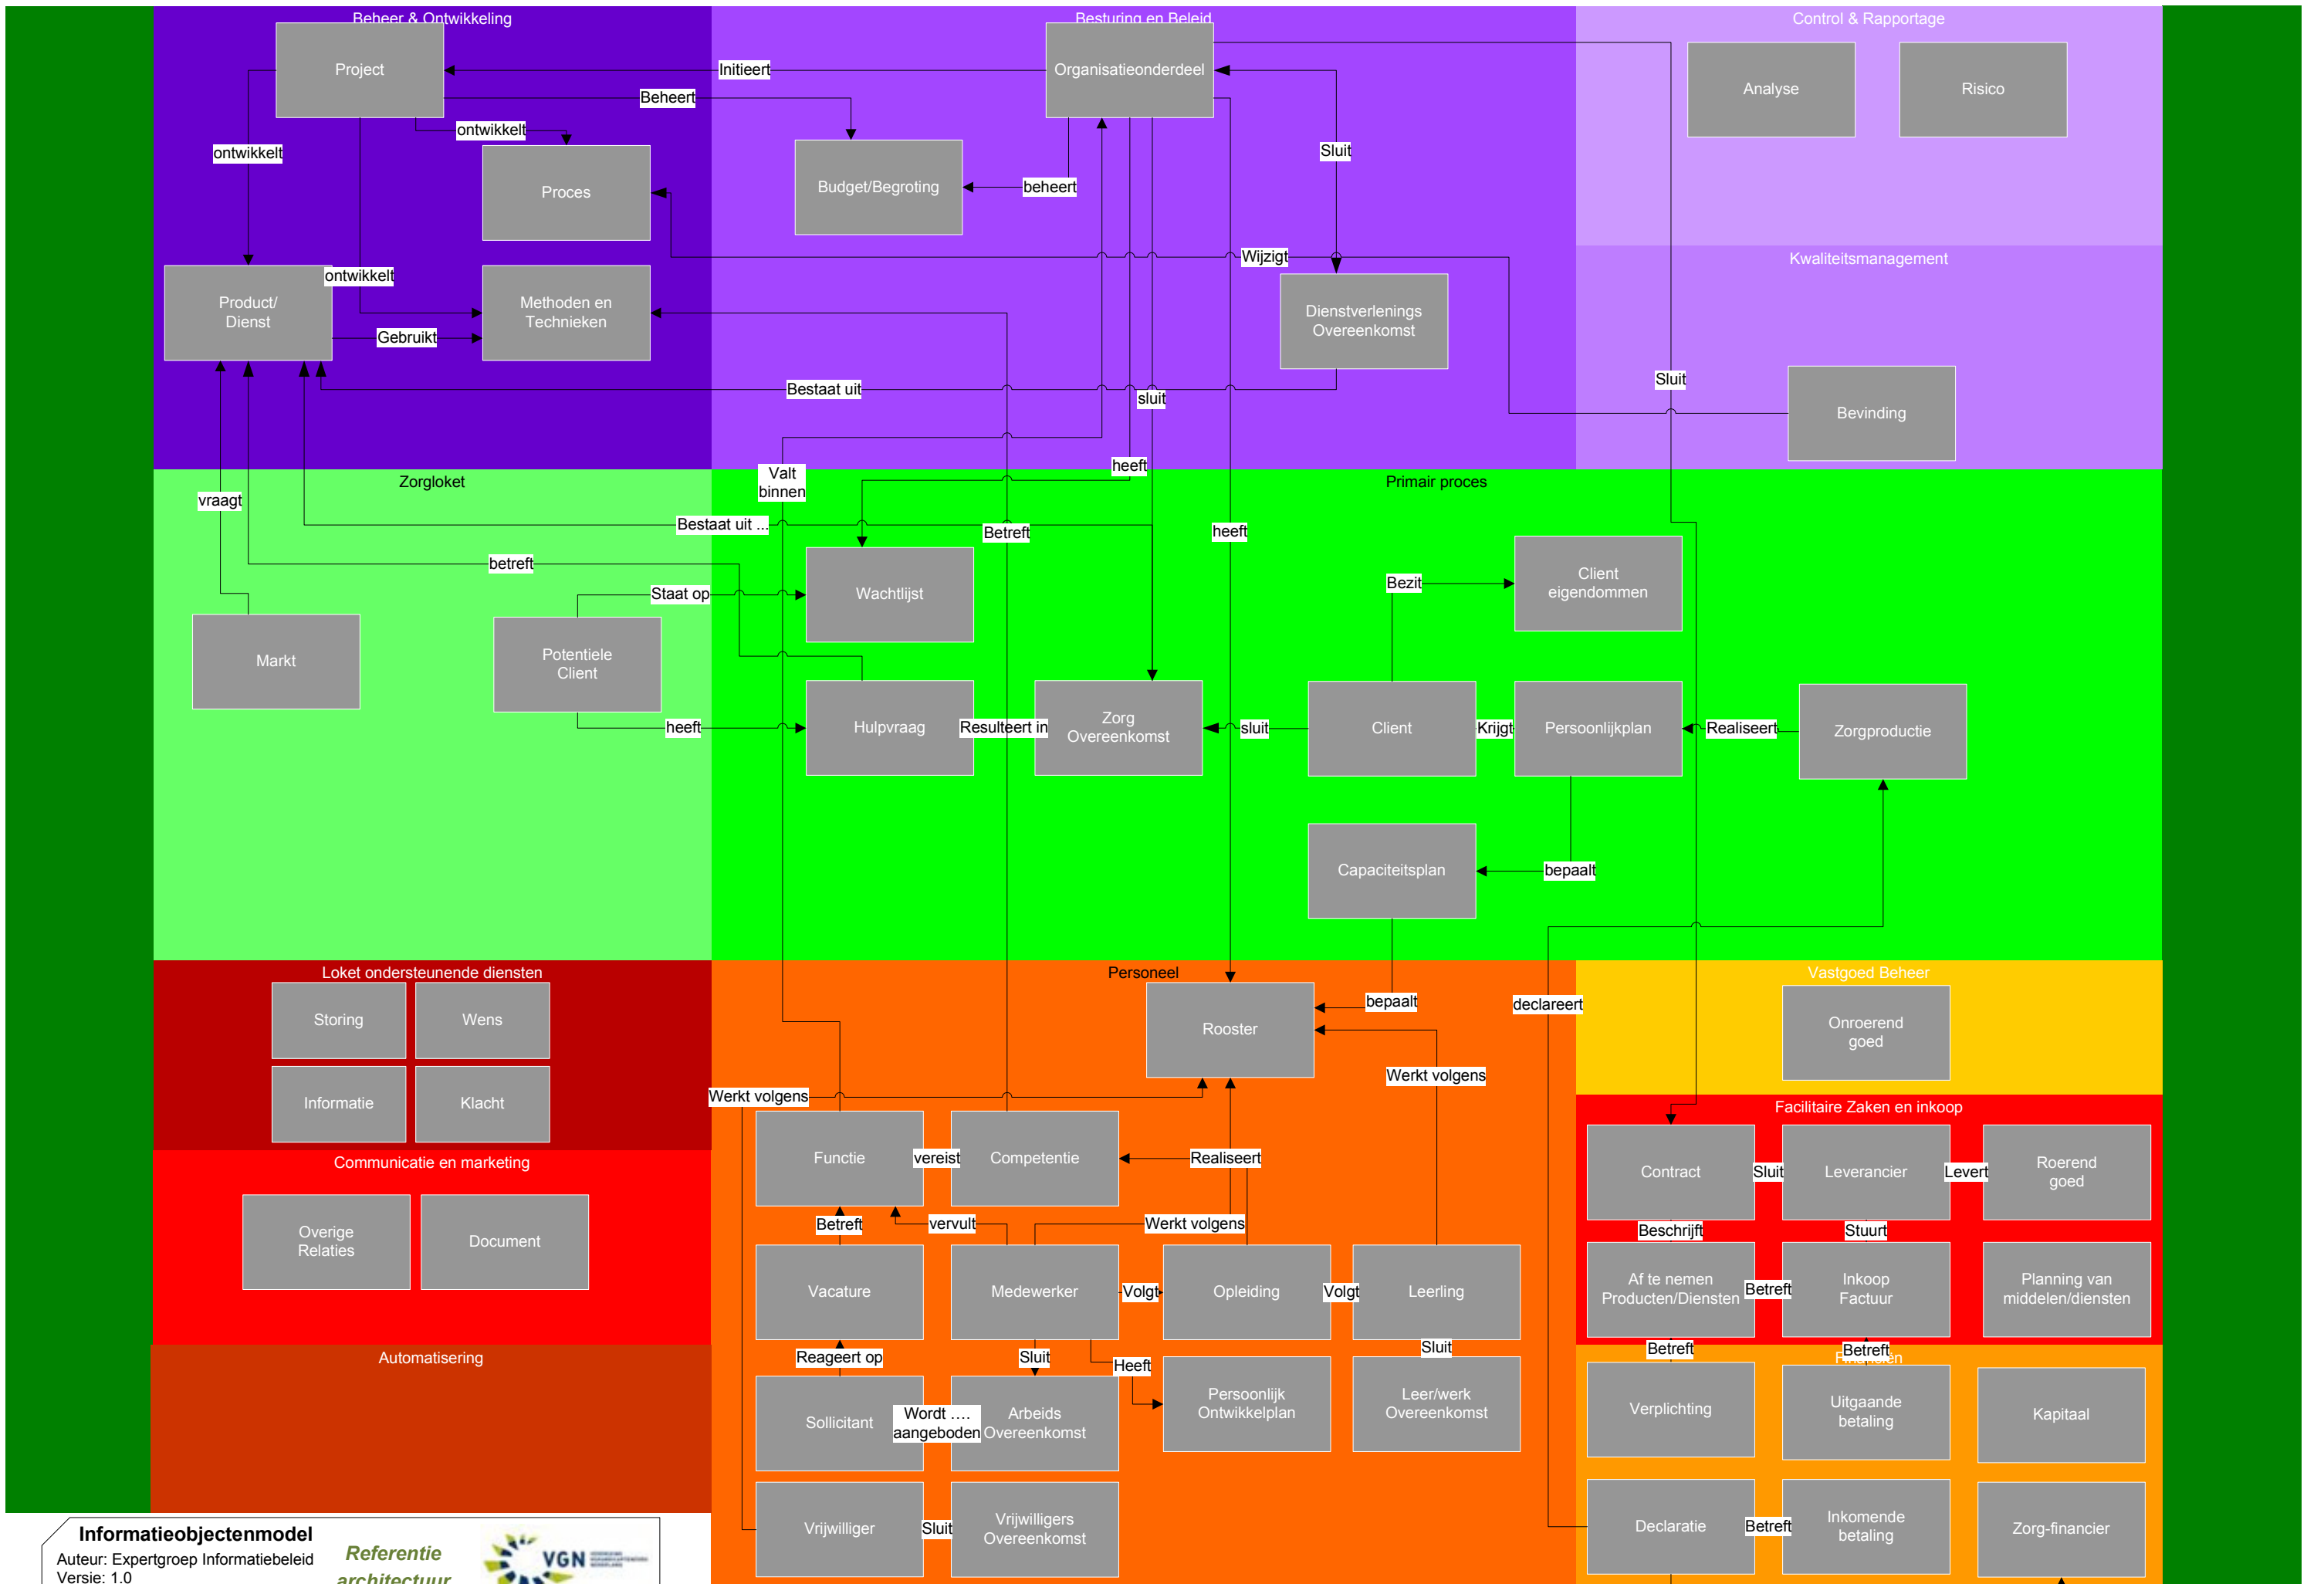 Beheer & Ontwikkeling
Besturing en Beleid
Control & Rapportage
Project
Organisatieonderdeel
Analyse
Risico
Initieert
Beheert
ontwikkelt
ontwikkelt
Sluit
Proces
Budget/Begroting
beheert
Wijzigt
Kwaliteitsmanagement
ontwikkelt
Product/
Dienst
Methoden en
Technieken
Dienstverlenings
Overeenkomst
Gebruikt
Bestaat uit
sluit
Sluit
Bevinding
Zorgloket
Valt
binnen
heeft
Primair proces
vraagt
Bestaat uit ...
Betreft
heeft
betreft
Staat op
Wachtlijst
Bezit
Client
eigendommen
Markt
Potentiele
Client
heeft
Hulpvraag
Resulteert in
Zorg
Overeenkomst
sluit
Client
Krijgt
Persoonlijkplan
Realiseert
Zorgproductie
Capaciteitsplan
bepaalt
Loket ondersteunende diensten
Personeel
Vastgoed Beheer
Storing
Wens
Rooster
bepaalt
declareert
Onroerend
goed
Informatie
Klacht
Werkt volgens
Werkt volgens
Facilitaire Zaken en inkoop
Communicatie en marketing
Functie
vereist
Competentie
Realiseert
Contract
Sluit
Leverancier
Levert
Roerend
goed
Overige
Relaties
Document
Betreft
vervult
Werkt volgens
Beschrijft
Stuurt
Vacature
Medewerker
Volgt
Opleiding
Volgt
Leerling
Af te nemen
Producten/Diensten
Betreft
Inkoop
Factuur
Planning van
middelen/diensten
Automatisering
Reageert op
Sluit
Heeft
Sluit
Betreft
Betreft
Sollicitant
Wordt ....
aangeboden
Arbeids
Overeenkomst
Persoonlijk
Ontwikkelplan
Leer/werk
Overeenkomst
Verplichting
Uitgaande
betaling
Kapitaal
Vrijwilliger
Sluit
Vrijwilligers
Overeenkomst
Declaratie
Betreft
Inkomende
betaling
Zorg-financier
Informatieobjectenmodel
Auteur: Expertgroep Informatiebeleid
Versie: 1.0
Referentie
architectuur
VGN